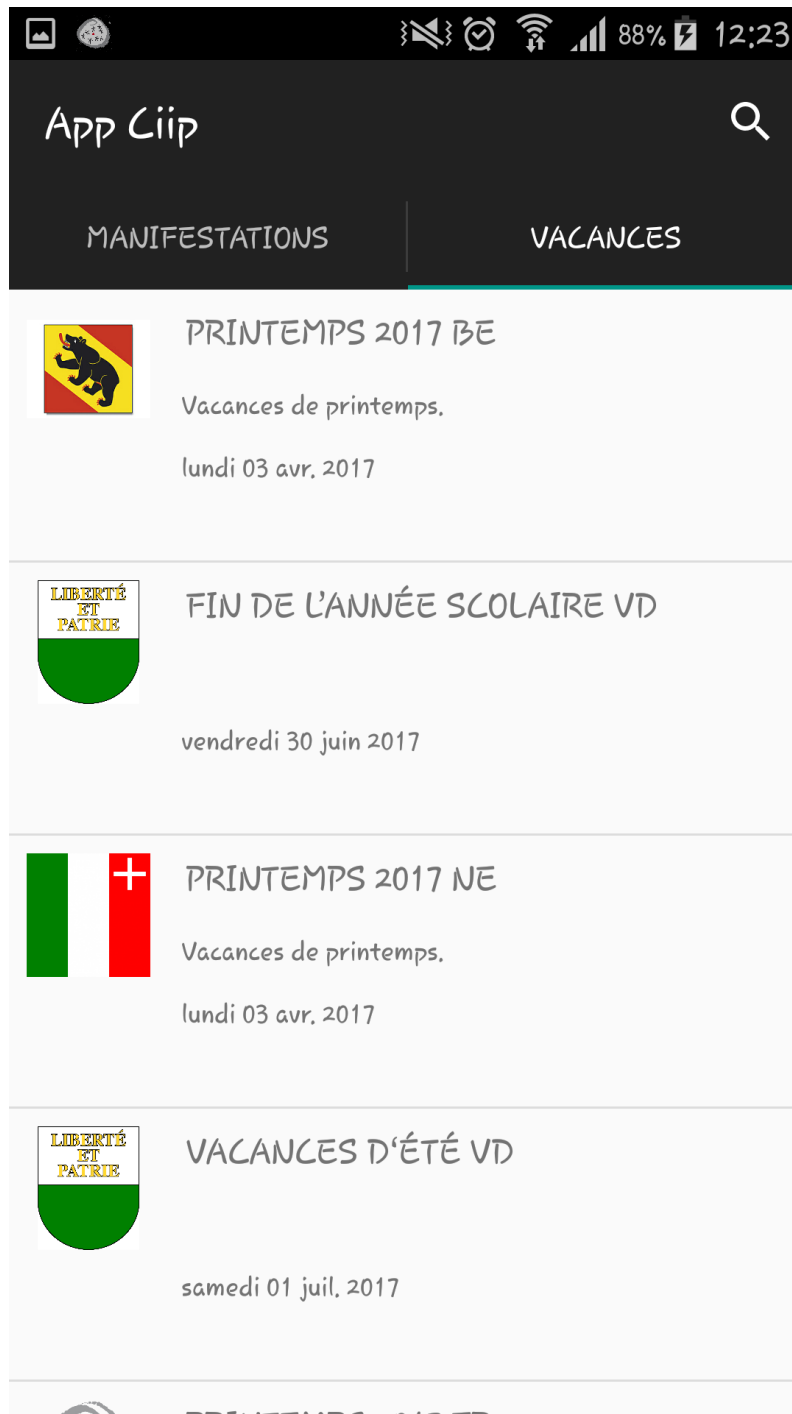 88% 12:23
App Ciip
MANIFESTATIONS VACANCES
PRINTEMPS 2017 BE
Vacances de printemps.
lundi 03 avr. 2017
LIBERTÉ
ET
PATRIE
FIN DE L'ANNÉE SCOLAIRE VD
vendredi 30 juin 2017
PRINTEMPS 2017 NE
Vacances de printemps.
lundi 03 avr. 2017
LIBERTÉ
ET
PATRIE
VACANCES D'ÉTÉ VD
samedi 01 juil. 2017